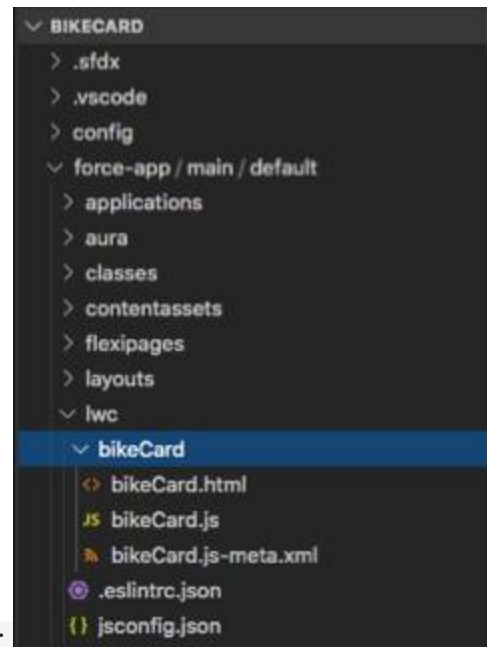 BIKECARD
.sfdx
.vscode
config
force-app / main / default
applications
aura
classes
contentassets
flexipages
layouts
lwc
bikeCard
<> bikeCard.html
JS bikeCard.js
bikeCard.js-meta.xml
.eslintrc.json
{} jsconfig.json